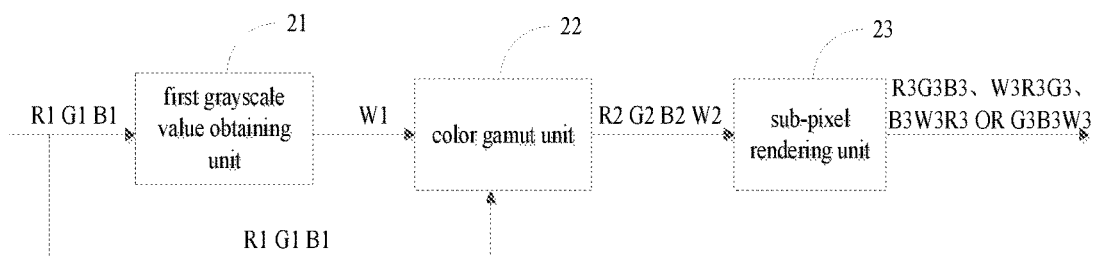 21
22
23
first grayscale
value obtaining
unit
R1 G1 B1
W1
color gamut unit
R2 G2 B2 W2
sub-pixel
rendering unit
R3G3B3、W3R3G3、
B3W3R3 OR G3B3W3
R1 G1 B1